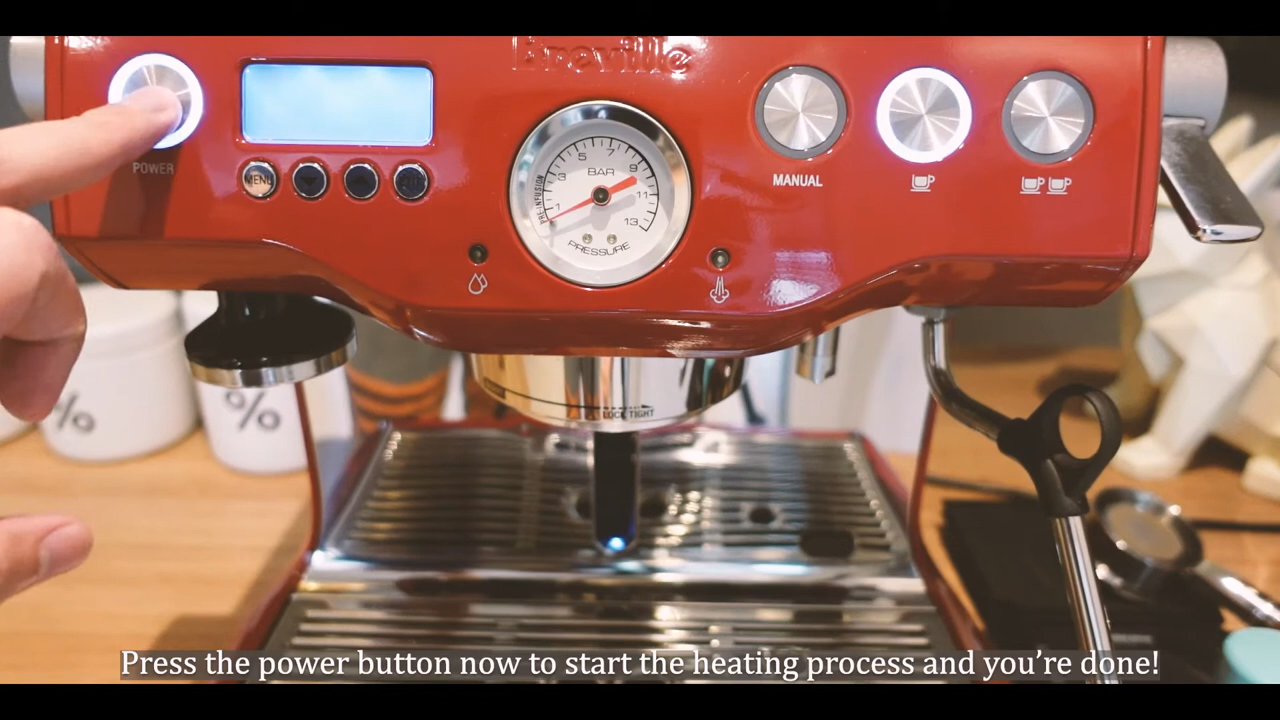 Breville
POWER
MENU
5 7
3 BAR 9
PRE-INFUSION 1 11
13
PRESSURE
MANUAL
%
%
LOCK TIGHT
Press the power button now to start the heating process and you’re done!